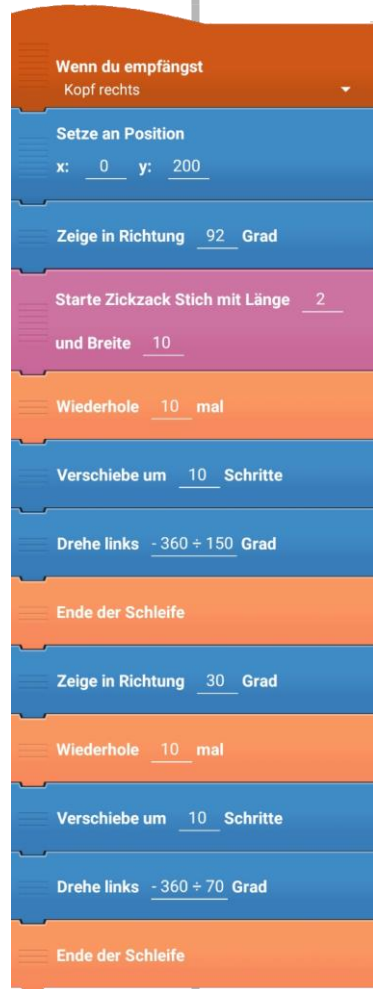 Wenn du empfängst
Kopf rechts
Setze an Position
x: 0 y: 200
Zeige in Richtung 92 Grad
Starte Zickzack Stich mit Länge 2
und Breite 10
Wiederhole 10 mal
Verschiebe um 10 Schritte
Drehe links - 360 ÷ 150 Grad
Ende der Schleife
Zeige in Richtung 30 Grad
Wiederhole 10 mal
Verschiebe um 10 Schritte
Drehe links - 360 ÷ 70 Grad
Ende der Schleife